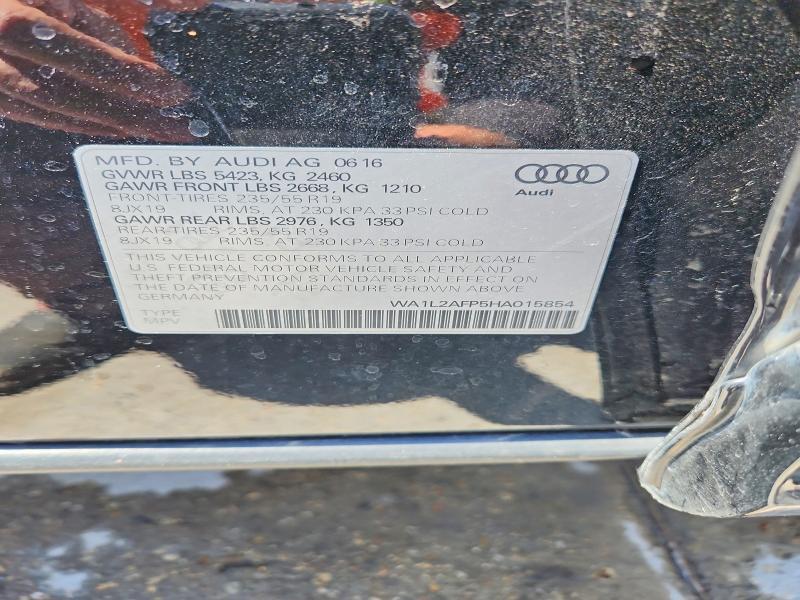 MFD. BY AUDI AG 06 16
GVWR LBS 5423, KG 2460
GAWR FRONT LBS 2668, KG 1210
FRONT-TIRES 235/55 R19
8JX19 RIMS, AT 230 KPA 33 PSI COLD
GAWR REAR LBS 2976, KG 1350
REAR-TIRES 235/55 R19
8JX19 RIMS, AT 230 KPA 33 PSI COLD
THIS VEHICLE CONFORMS TO ALL APPLICABLE
U.S. FEDERAL MOTOR VEHICLE SAFETY AND
THEFT PREVENTION STANDARDS IN EFFECT ON
THE DATE OF MANUFACTURE SHOWN ABOVE
GERMANY
WA1L2AFP5HA015854
TYPE
MPV
Audi